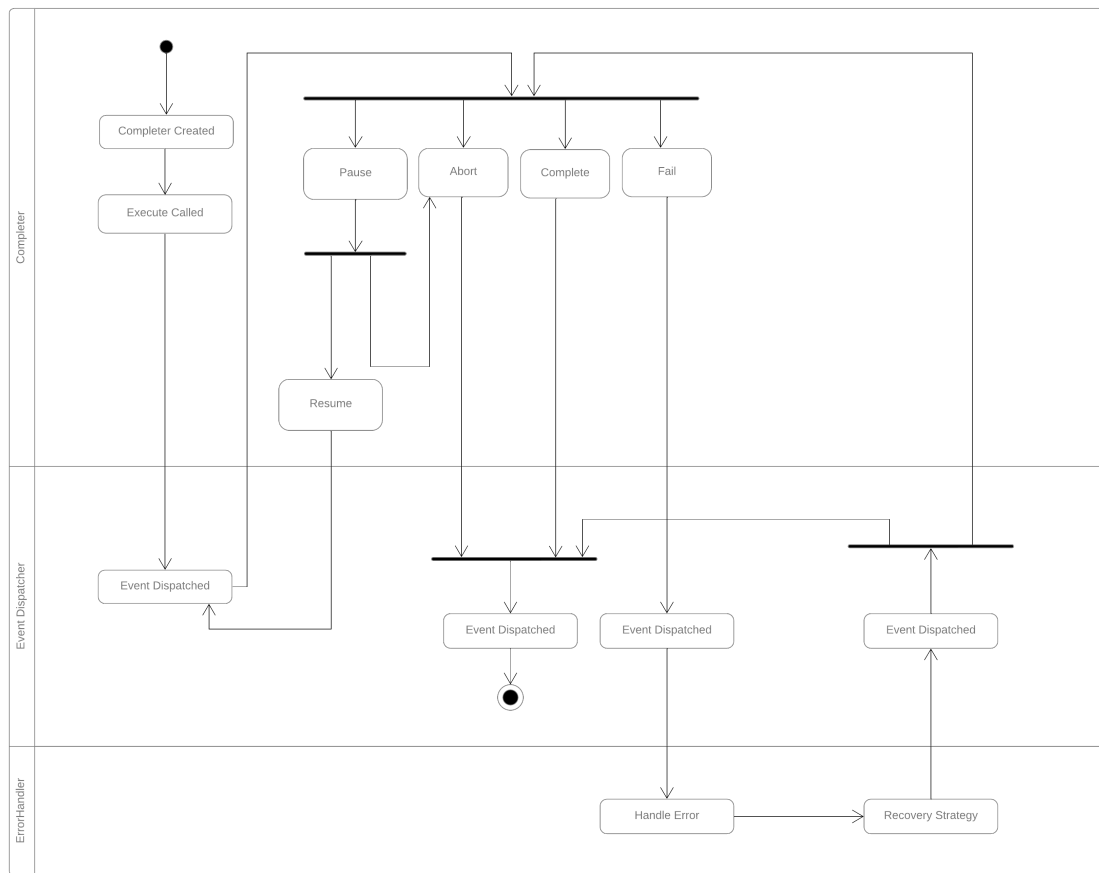 Completer
Completer Created
Execute Called
Pause
Abort
Complete
Fail
Resume
Event Dispatcher
Event Dispatched
Event Dispatched
Event Dispatched
Event Dispatched
ErrorHandler
Handle Error
Recovery Strategy